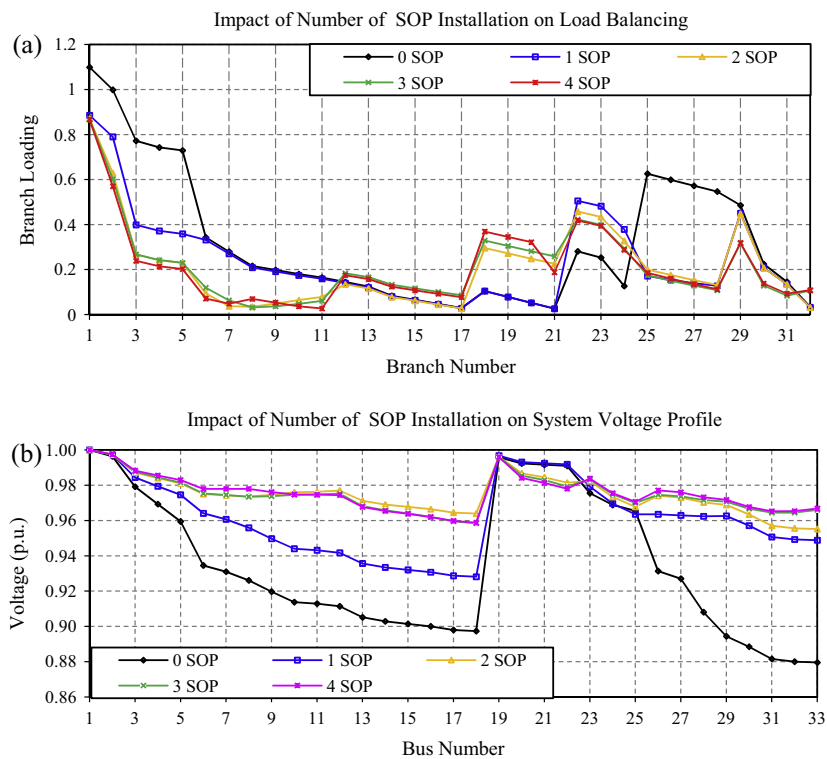 Impact of Number of SOP Installation on Load Balancing
(a)
1.2
1
0.8
0.6
0.4
0.2
0
Branch Loading
0 SOP 1 SOP 2 SOP
3 SOP 4 SOP
1 3 5 7 9 11 13 15 17 19 21 23 25 27 29 31
Branch Number
Impact of Number of SOP Installation on System Voltage Profile
(b)
1.00
0.98
0.96
0.94
0.92
0.90
0.88
0.86
Voltage (p.u.)
0 SOP 1 SOP 2 SOP
3 SOP 4 SOP
1 3 5 7 9 11 13 15 17 19 21 23 25 27 29 31 33
Bus Number